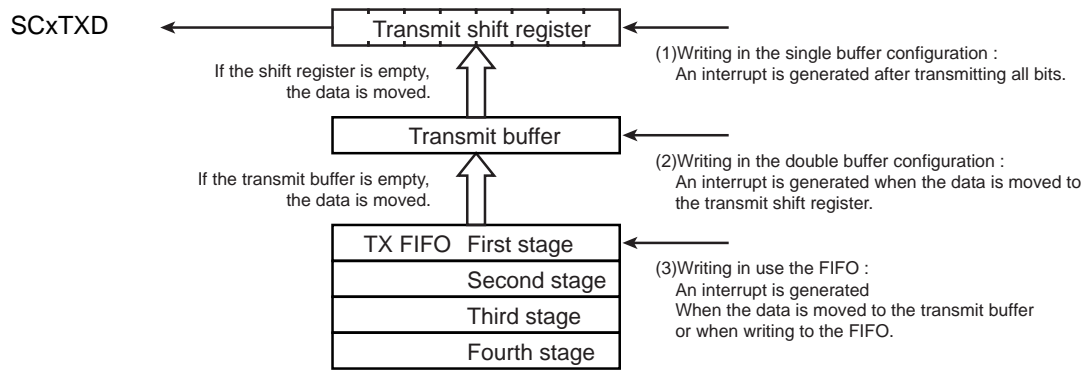 SCxTXD
Transmit shift register
(1)Writing in the single buffer configuration :
An interrupt is generated after transmitting all bits.
If the shift register is empty,
the data is moved.
Transmit buffer
(2)Writing in the double buffer configuration :
An interrupt is generated when the data is moved to
the transmit shift register.
If the transmit buffer is empty,
the data is moved.
TX FIFO First stage
Second stage
Third stage
Fourth stage
(3)Writing in use the FIFO :
An interrupt is generated
When the data is moved to the transmit buffer
or when writing to the FIFO.